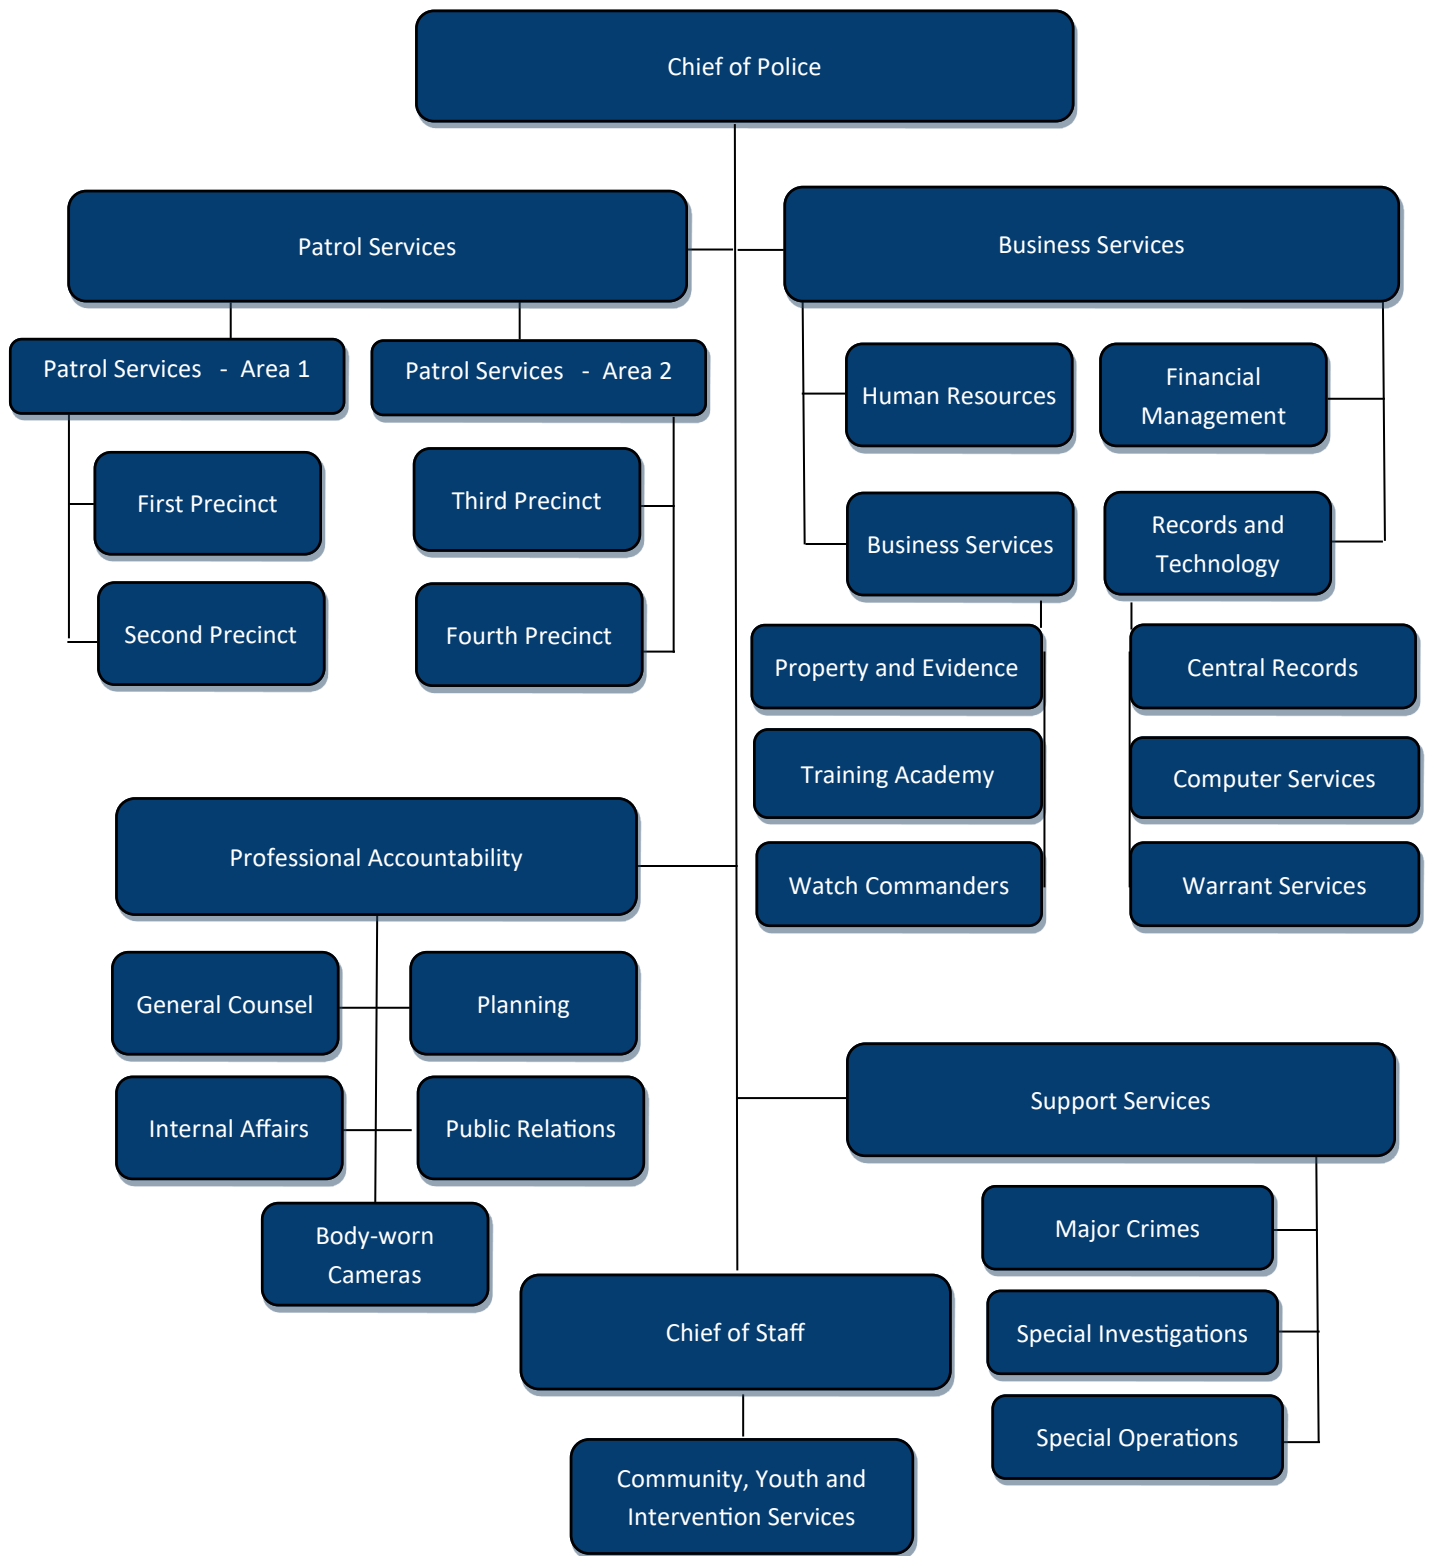 Chief of Police
Patrol Services
Business Services
Patrol Services - Area 1
Patrol Services - Area 2
Human Resources
Financial
Management
First Precinct
Third Precinct
Business Services
Records and
Technology
Second Precinct
Fourth Precinct
Property and Evidence
Central Records
Training Academy
Computer Services
Professional Accountability
Watch Commanders
Warrant Services
General Counsel
Planning
Internal Affairs
Public Relations
Support Services
Body-worn
Cameras
Major Crimes
Chief of Staff
Special Investigations
Special Operations
Community, Youth and
Intervention Services